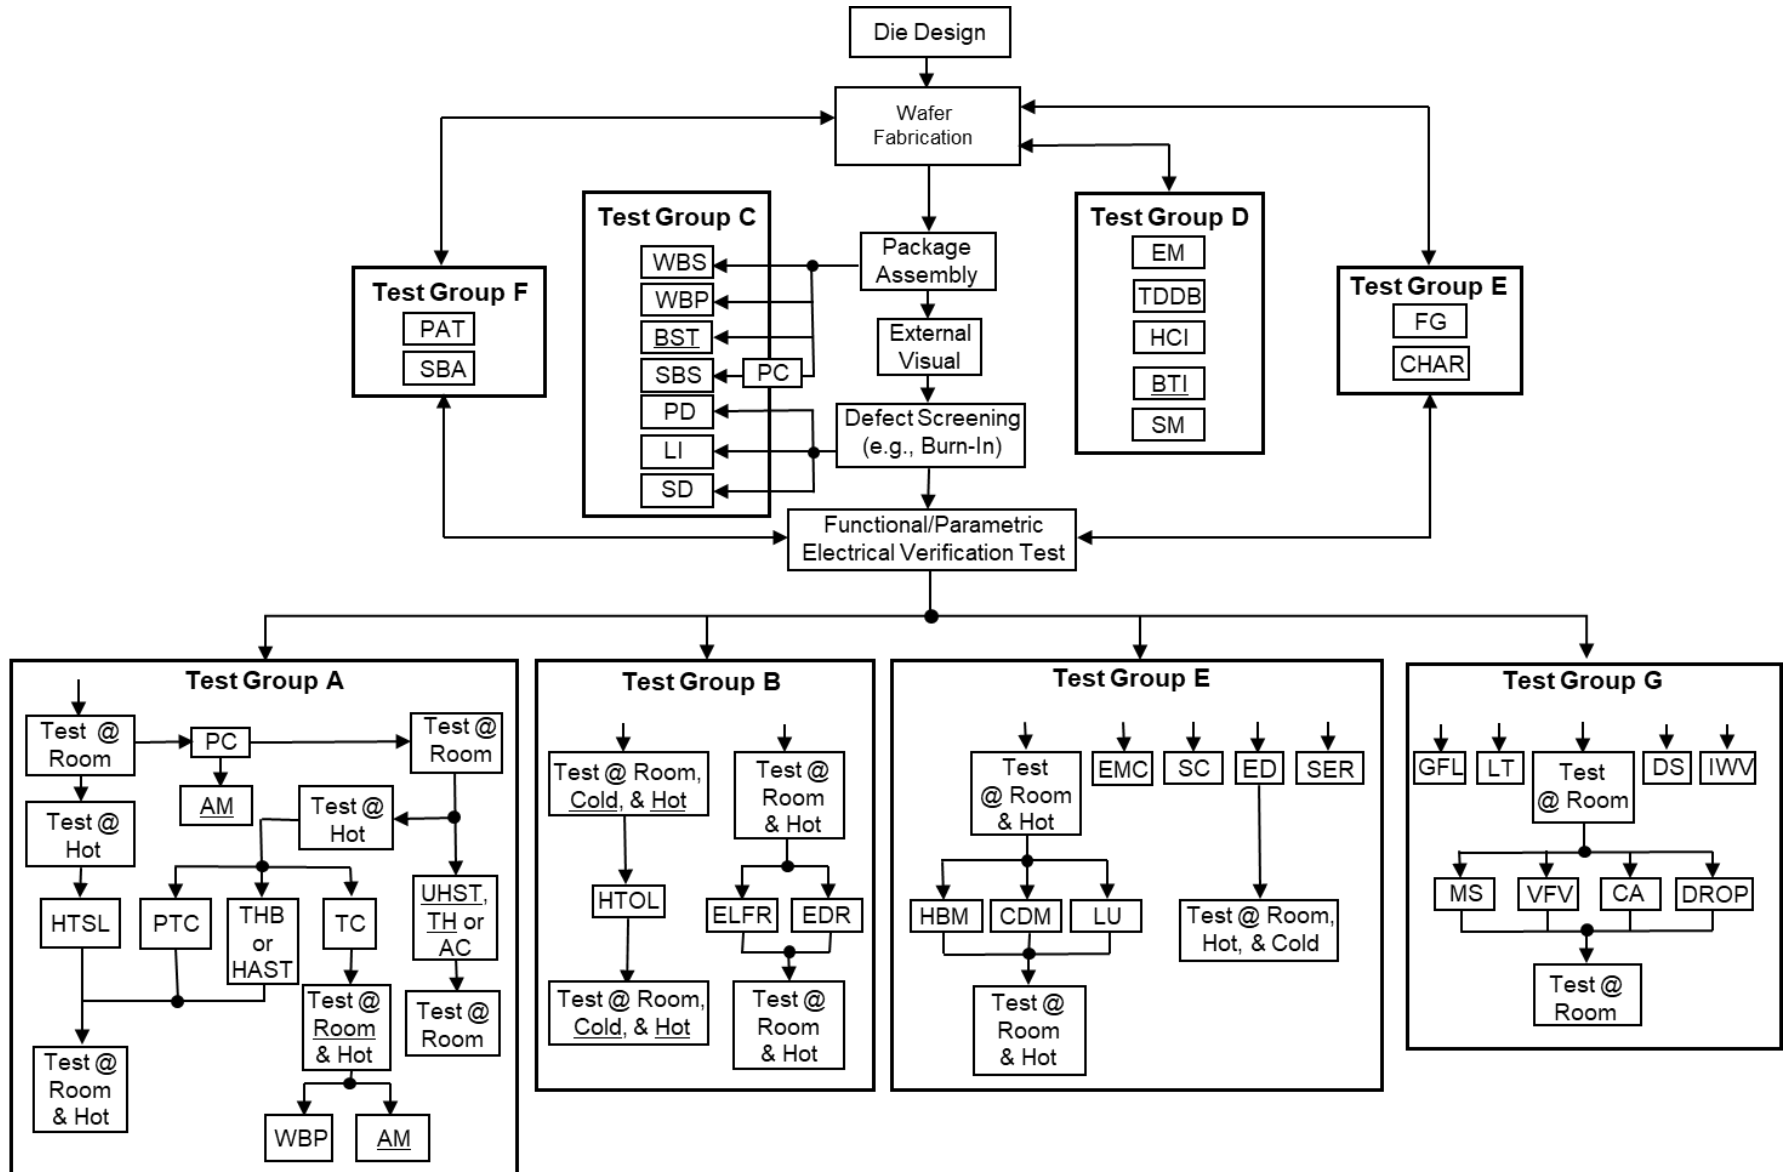 Die Design
Wafer
Fabrication
Test Group C
WBS
WBP
BST
SBS
PC
PD
LI
SD
Package
Assembly
External
Visual
Defect Screening
(e.g., Burn-In)
Test Group D
EM
TDDB
HCI
BTI
SM
Test Group F
PAT
SBA
Test Group E
FG
CHAR
Functional/Parametric
Electrical Verification Test
Test Group A
Test @
Room
PC
Test @
Room
AM
Test @
Hot
Test @
Hot
HTSL
PTC
THB
or
HAST
TC
UHST,
TH or
AC
Test @
Room
& Hot
Test @
Room
Test @
Room
& Hot
WBP
AM
Test Group B
Test @ Room,
Cold, & Hot
Test @
Room
& Hot
HTOL
ELFR
EDR
Test @ Room,
Cold, & Hot
Test @
Room
& Hot
Test Group E
Test
@ Room
& Hot
EMC
SC
ED
SER
HBM
CDM
LU
Test @ Room,
Hot, & Cold
Test @
Room
& Hot
Test Group G
GFL
LT
Test
@ Room
DS
IWV
MS
VFV
CA
DROP
Test @
Room